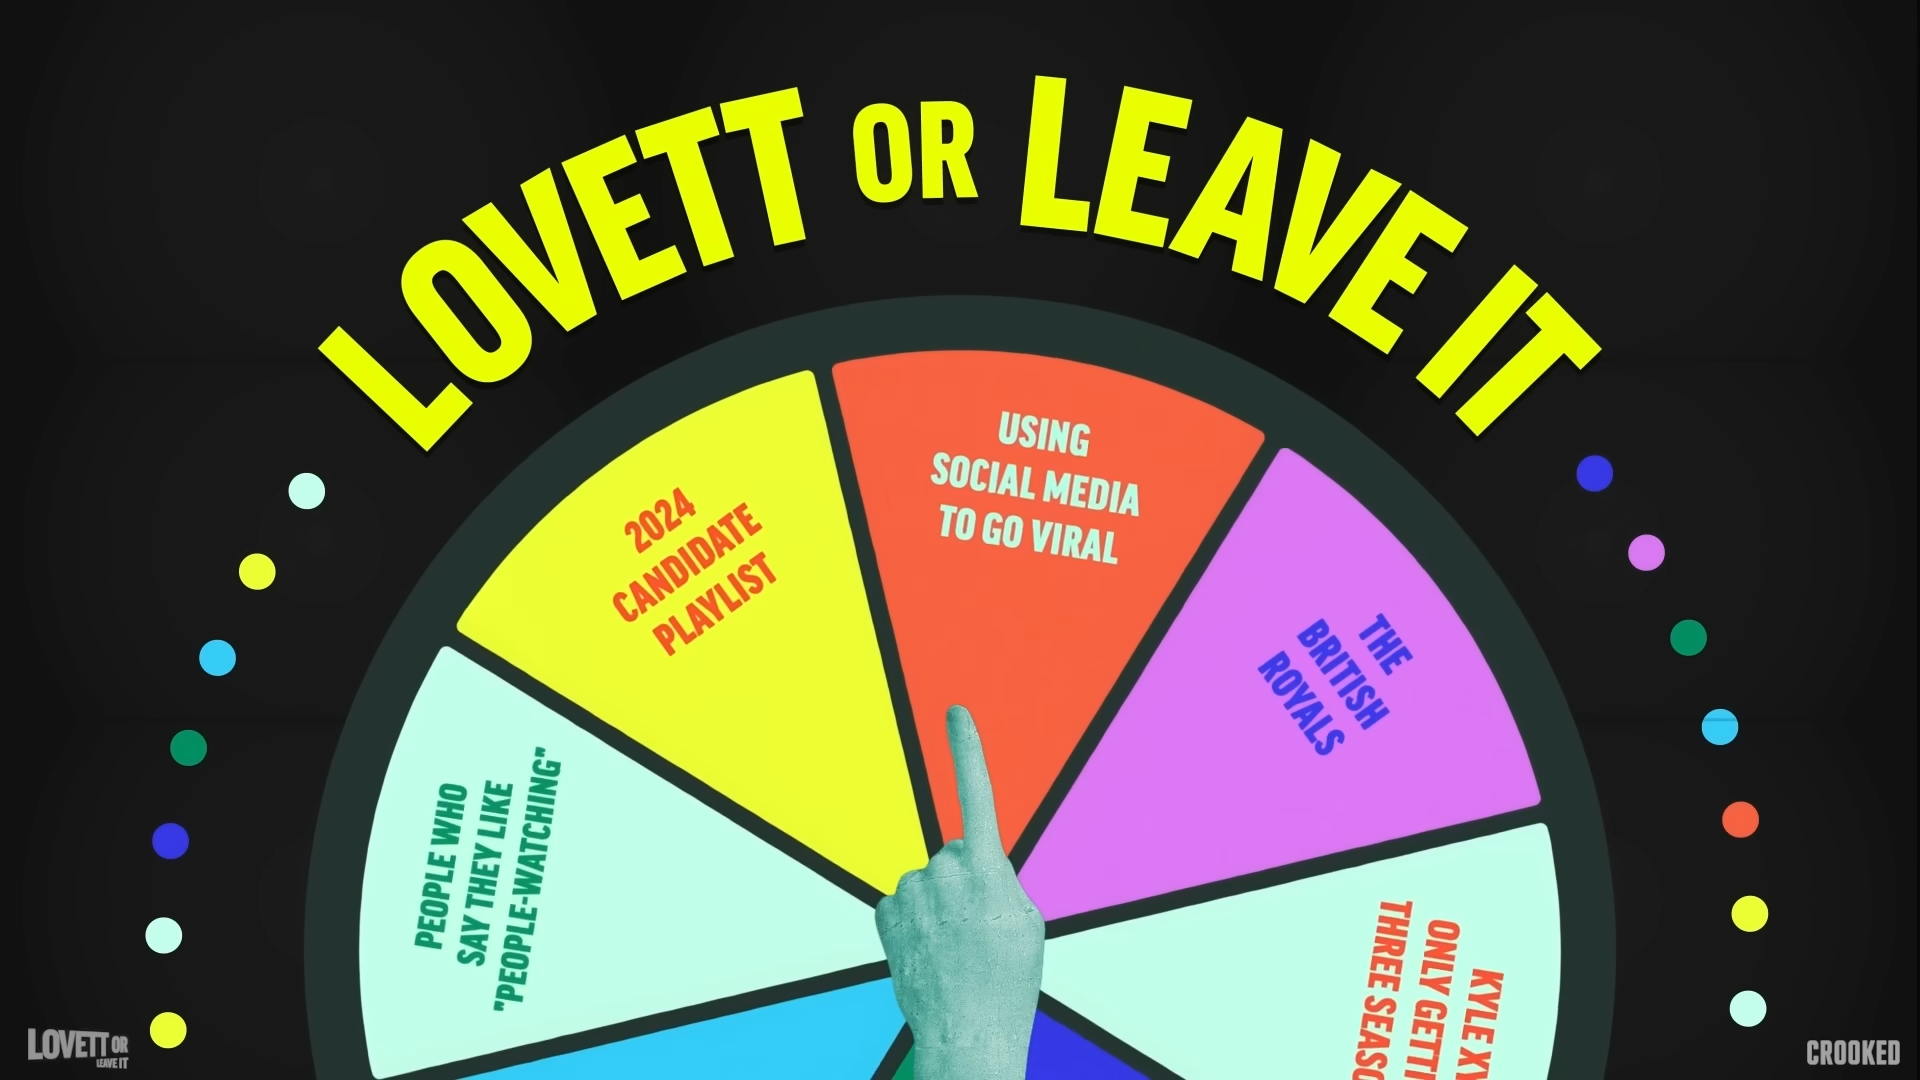 LOVETT OR LEAVE IT
2024
CANDIDATE
PLAYLIST
USING
SOCIAL MEDIA
TO GO VIRAL
THE
BRITISH
ROYALS
PEOPLE WHO
SAY THEY LIKE
"PEOPLE-WATCHING"
KYLE
ONLY
THREE
LOVETT OR
LEAVE IT
CROOKED